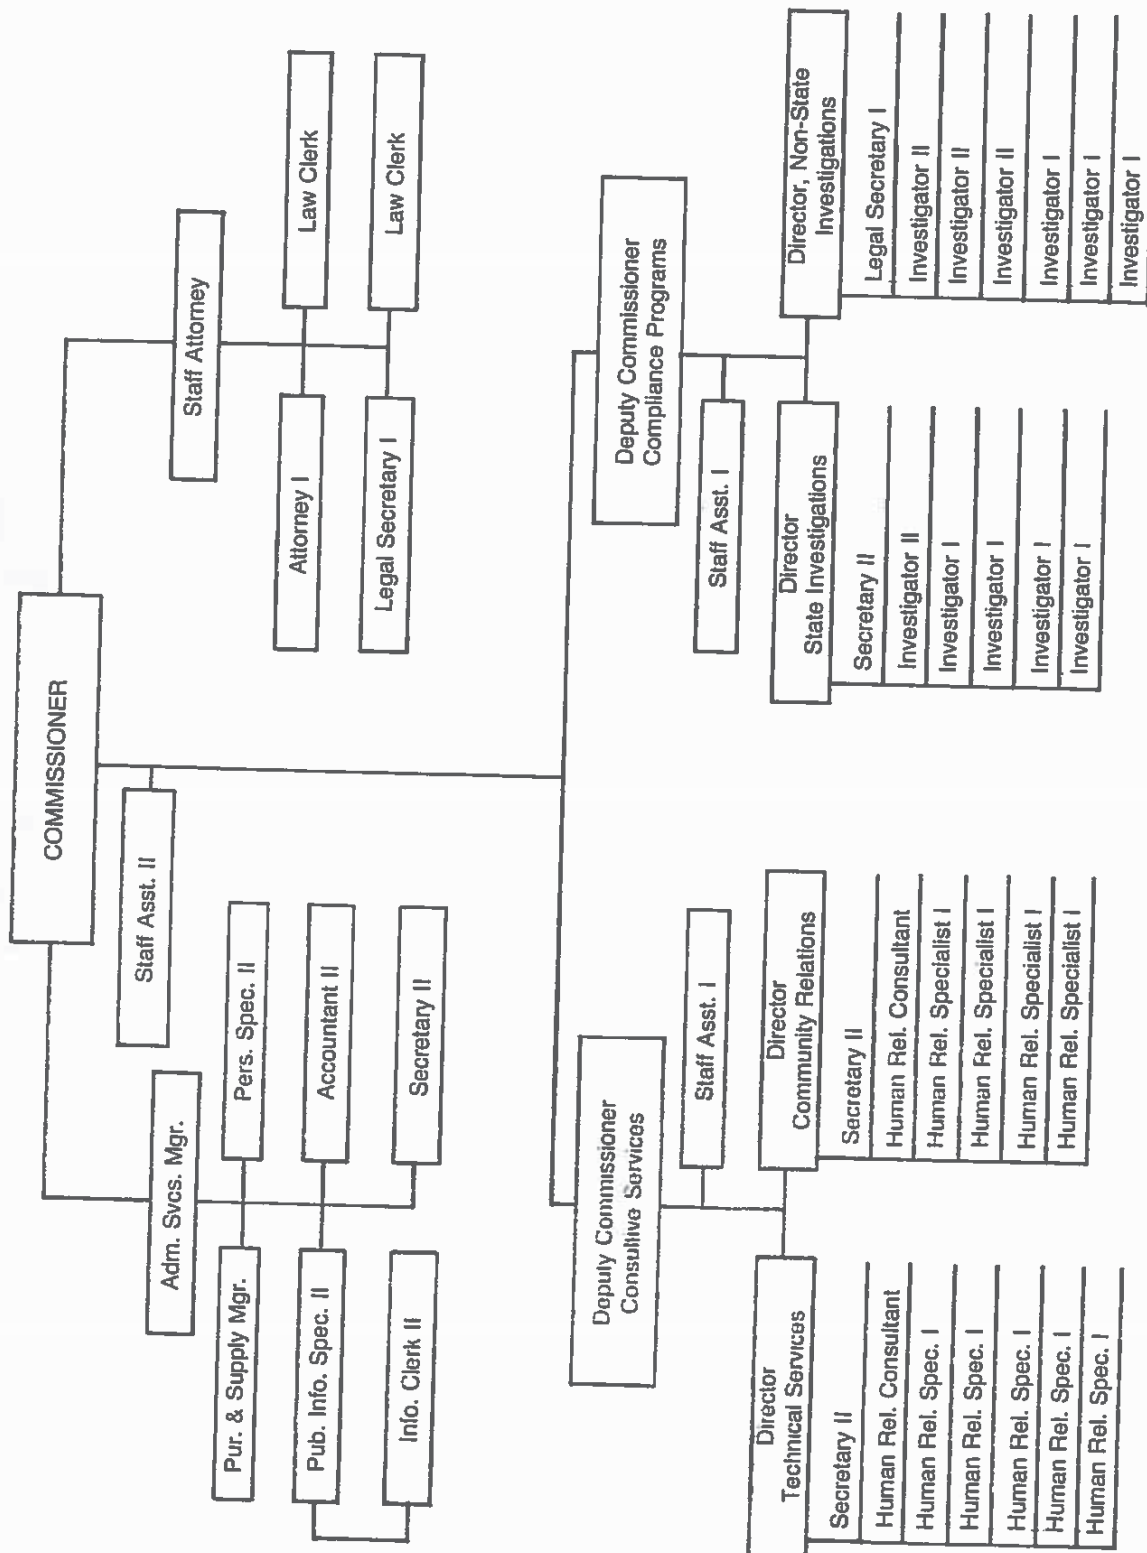 COMMISSIONER
Staff Asst. II
Adm. Svcs. Mgr.
Pur. & Supply Mgr.
Pers. Spec. II
Pub. Info. Spec. II
Accountant II
Info. Clerk II
Secretary II
Staff Attorney
Attorney I
Law Clerk
Legal Secretary I
Law Clerk
Deputy Commissioner
Consultive Services
Staff Asst. I
Director
Technical Services
Secretary II
Human Rel. Consultant
Human Rel. Spec. I
Human Rel. Spec. I
Human Rel. Spec. I
Human Rel. Spec. I
Human Rel. Spec. I
Director
Community Relations
Secretary II
Human Rel. Consultant
Human Rel. Specialist I
Human Rel. Specialist I
Human Rel. Specialist I
Human Rel. Specialist I
Deputy Commissioner
Compliance Programs
Staff Asst. I
Director
State Investigations
Secretary II
Investigator II
Investigator I
Investigator I
Investigator I
Investigator I
Director, Non-State
Investigations
Legal Secretary I
Investigator II
Investigator II
Investigator II
Investigator I
Investigator I
Investigator I